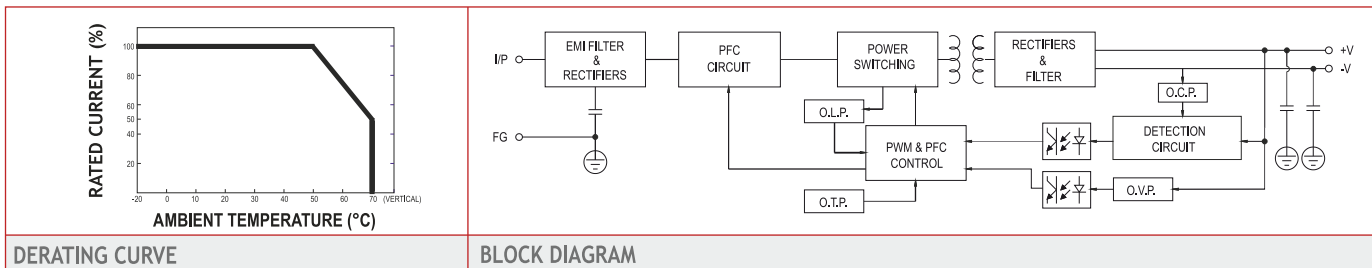 RATED CURRENT (%)
100
80
60
50
40
20
-20 0 10 20 30 40 50 60 70 (VERTICAL)
AMBIENT TEMPERATURE (°C)
DERATING CURVE
I/P
EMI FILTER
&
RECTIFIERS
PFC
CIRCUIT
POWER
SWITCHING
RECTIFIERS
&
FILTER
+V
-V
O.L.P.
O.C.P.
FG
PWM & PFC
CONTROL
DETECTION
CIRCUIT
O.T.P.
O.V.P.
BLOCK DIAGRAM